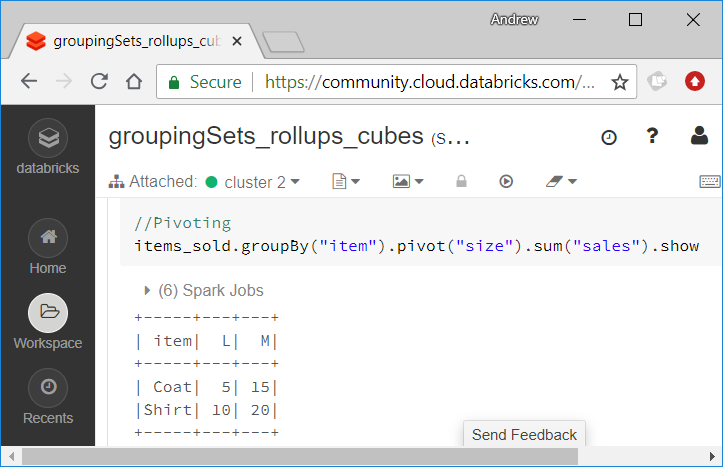 Andrew
groupingSets_rollups_cub
Secure https://community.cloud.databricks.com/...
databricks
Home
Workspace
Recents
groupingSets_rollups_cubes (S...
Attached: cluster 2
//Pivoting
items_sold.groupBy("item").pivot("size").sum("sales").show
(6) Spark Jobs
+-----+---+---+
| item|  L|  M|
+-----+---+---+
| Coat|  5| 15|
|Shirt| 10| 20|
+-----+---+---+
Send Feedback